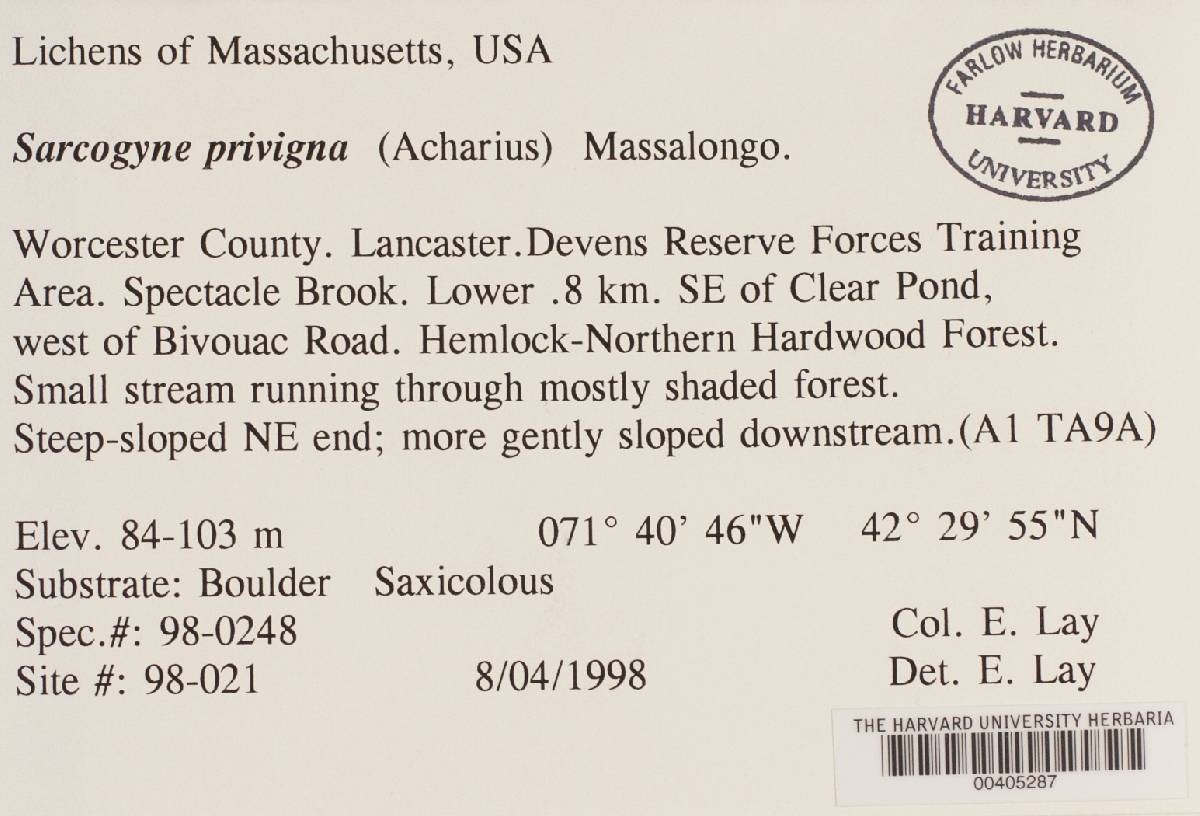 Lichens of Massachusetts, USA
FARLOW HERBARIUM
HARVARD
UNIVERSITY
Sarcogyne privigna (Acharius) Massalongo.
Worcester County. Lancaster.Devens Reserve Forces Training
Area. Spectacle Brook. Lower .8 km. SE of Clear Pond,
west of Bivouac Road. Hemlock-Northern Hardwood Forest.
Small stream running through mostly shaded forest.
Steep-sloped NE end; more gently sloped downstream.(A1 TA9A)
Elev. 84-103 m 071° 40’ 46"W 42° 29’ 55"N
Substrate: Boulder Saxicolous
Spec.#: 98-0248 Col. E. Lay
Site #: 98-021 8/04/1998 Det. E. Lay
THE HARVARD UNIVERSITY HERBARIA
00405287